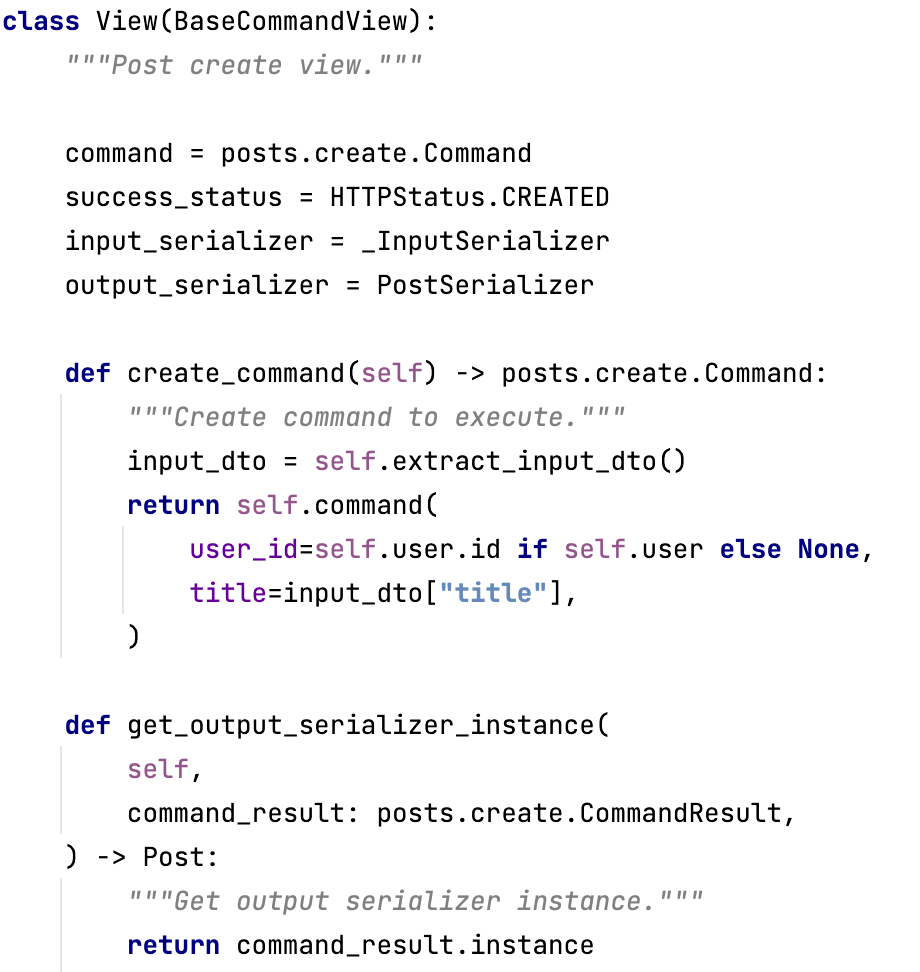 class View(BaseCommandView):
    """Post create view."""

    command = posts.create.Command
    success_status = HTTPStatus.CREATED
    input_serializer = _InputSerializer
    output_serializer = PostSerializer

    def create_command(self) -> posts.create.Command:
        """Create command to execute."""
        input_dto = self.extract_input_dto()
        return self.command(
            user_id=self.user.id if self.user else None,
            title=input_dto["title"],
        )

    def get_output_serializer_instance(
        self,
        command_result: posts.create.CommandResult,
    ) -> Post:
        """Get output serializer instance."""
        return command_result.instance